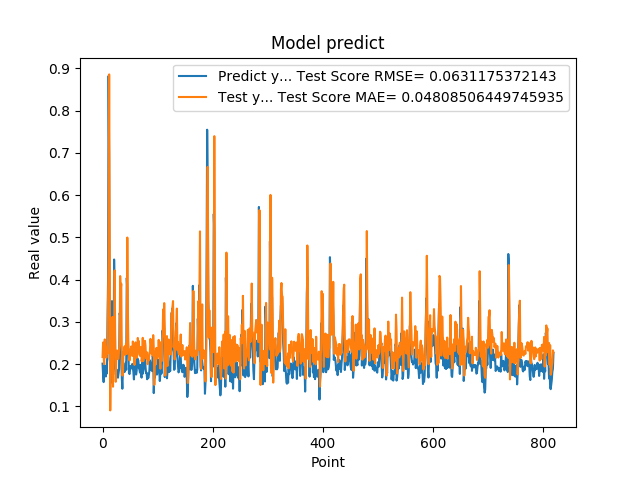 Model predict
Predict y... Test Score RMSE= 0.0631175372143
Test y... Test Score MAE= 0.04808506449745935
0.9
0.8
0.7
0.6
0.5
0.4
0.3
0.2
0.1
Real value
0 200 400 600 800
Point